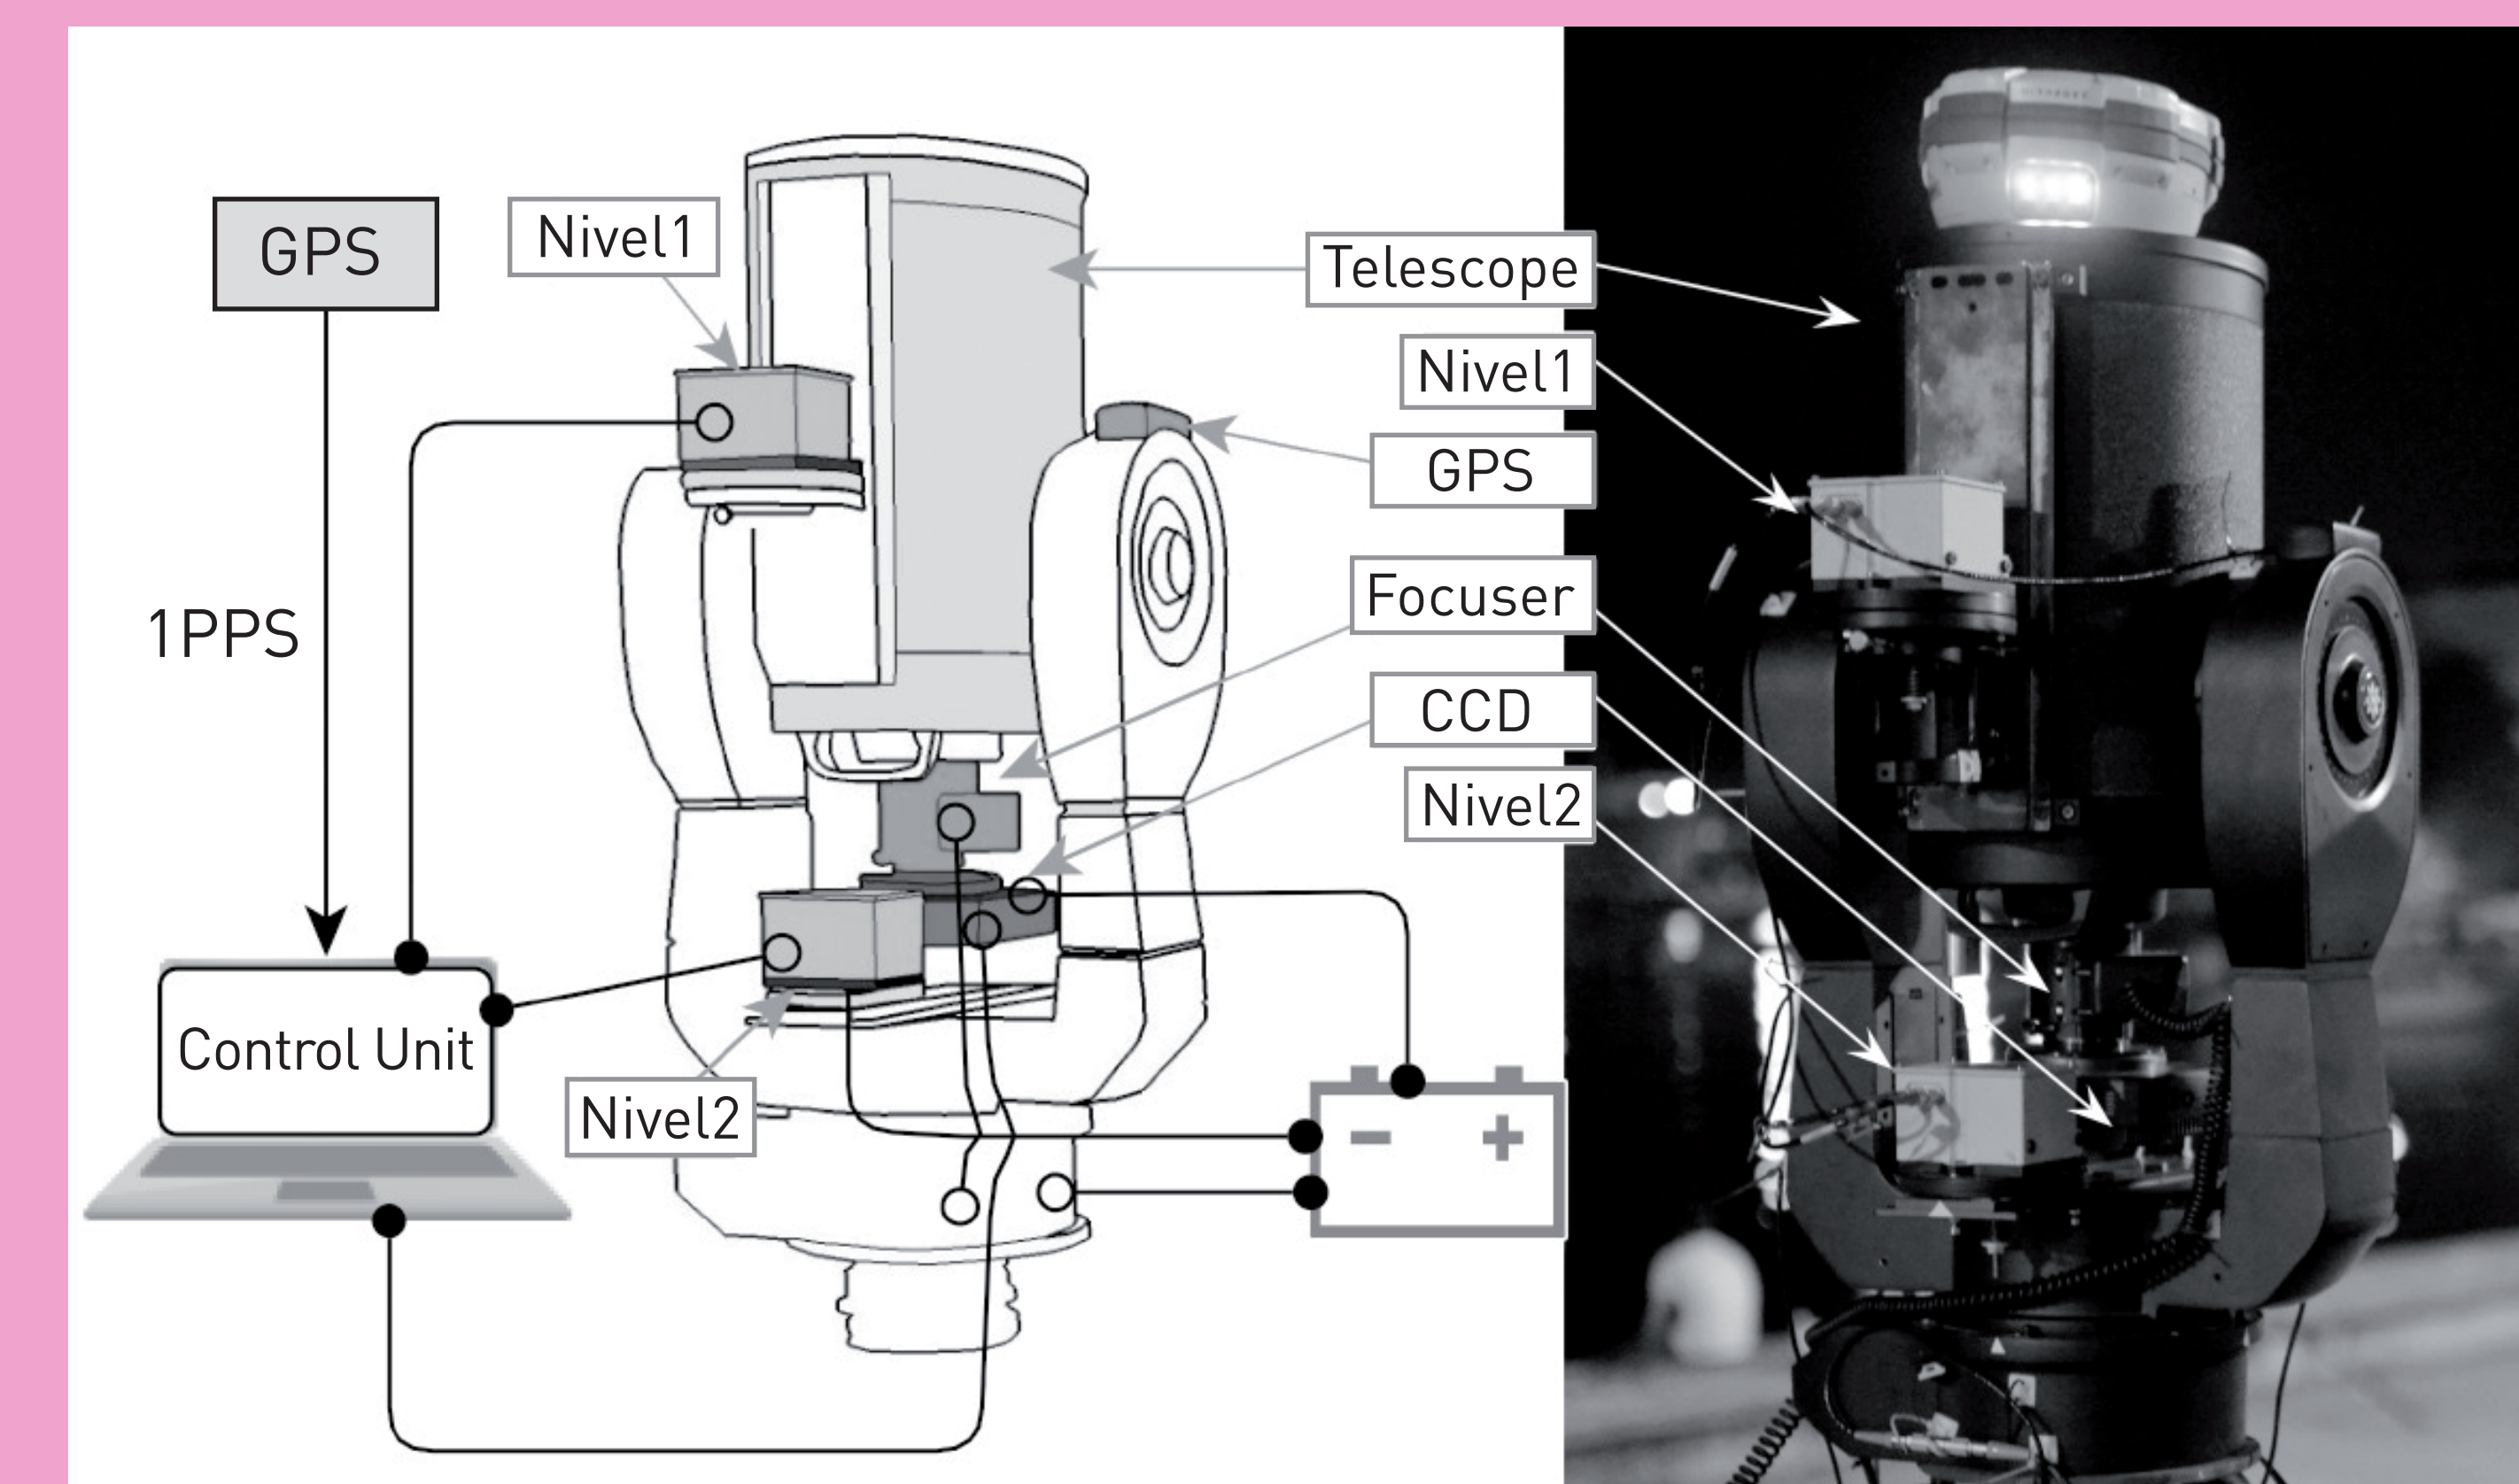 GPS
Nivel1
Telescope
Nivel1
GPS
1PPS
Focuser
CCD
Nivel2
Control Unit
Nivel2